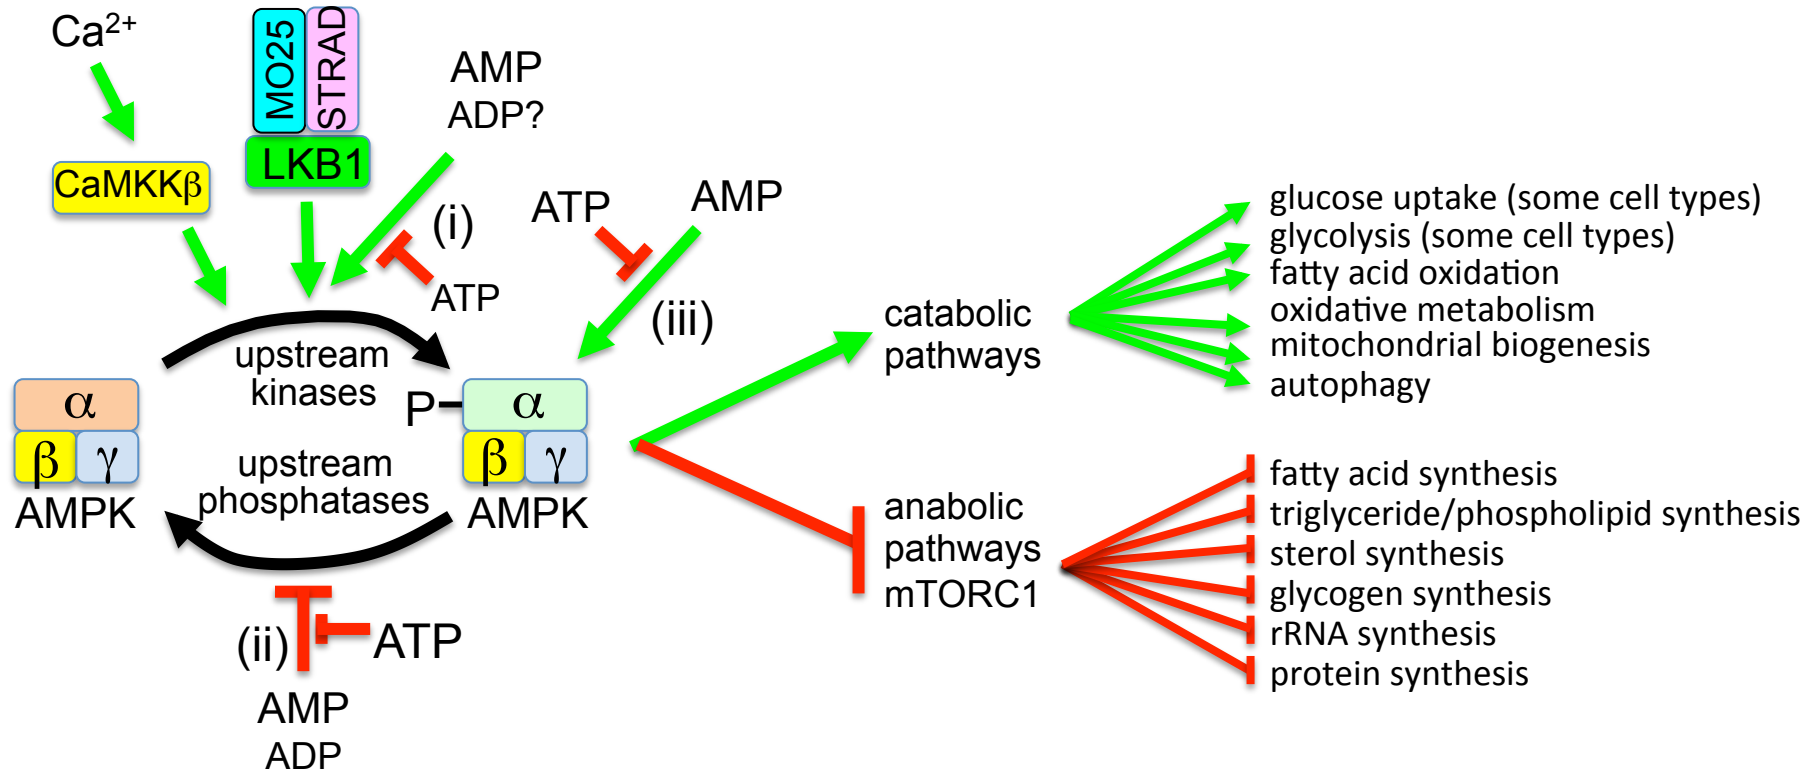 Ca²⁺
MO25
STRAD
LKB1
CaMKKβ
AMP
ADP?
(i)
ATP
ATP
AMP
(iii)
upstream
kinases
α
β γ
AMPK
P
α
β γ
AMPK
upstream
phosphatases
(ii)
ATP
AMP
ADP
catabolic
pathways
glucose uptake (some cell types)
glycolysis (some cell types)
fatty acid oxidation
oxidative metabolism
mitochondrial biogenesis
autophagy
anabolic
pathways
mTORC1
fatty acid synthesis
triglyceride/phospholipid synthesis
sterol synthesis
glycogen synthesis
rRNA synthesis
protein synthesis